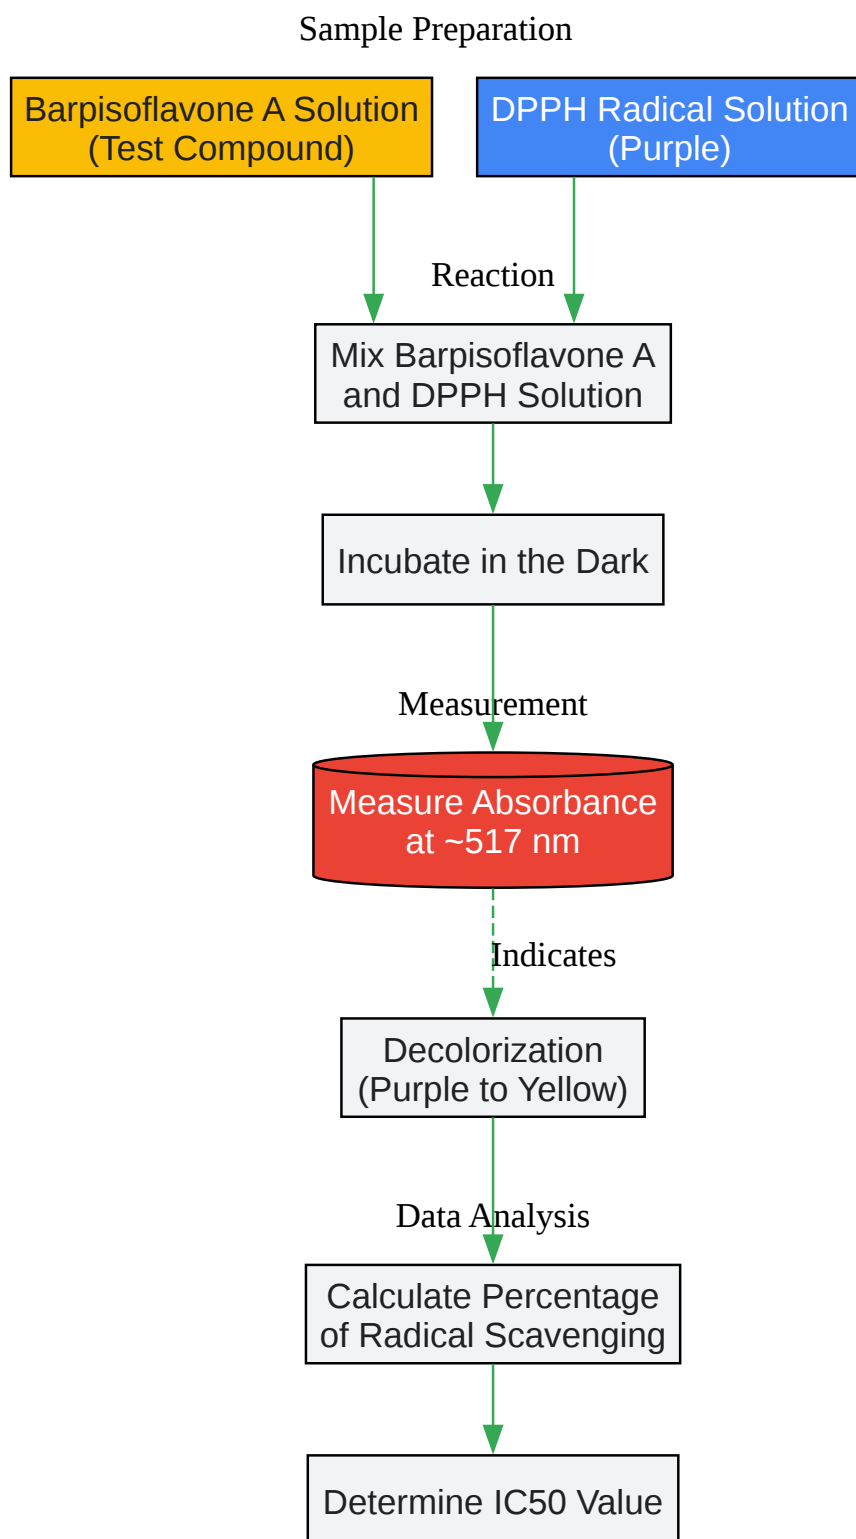 Sample Preparation
Barpisoflavone A Solution
(Test Compound)
DPPH Radical Solution
(Purple)
Reaction
Mix Barpisoflavone A
and DPPH Solution
Incubate in the Dark
Measurement
Measure Absorbance
at ~517 nm
Indicates
Decolorization
(Purple to Yellow)
Data Analysis
Calculate Percentage
of Radical Scavenging
Determine IC50 Value